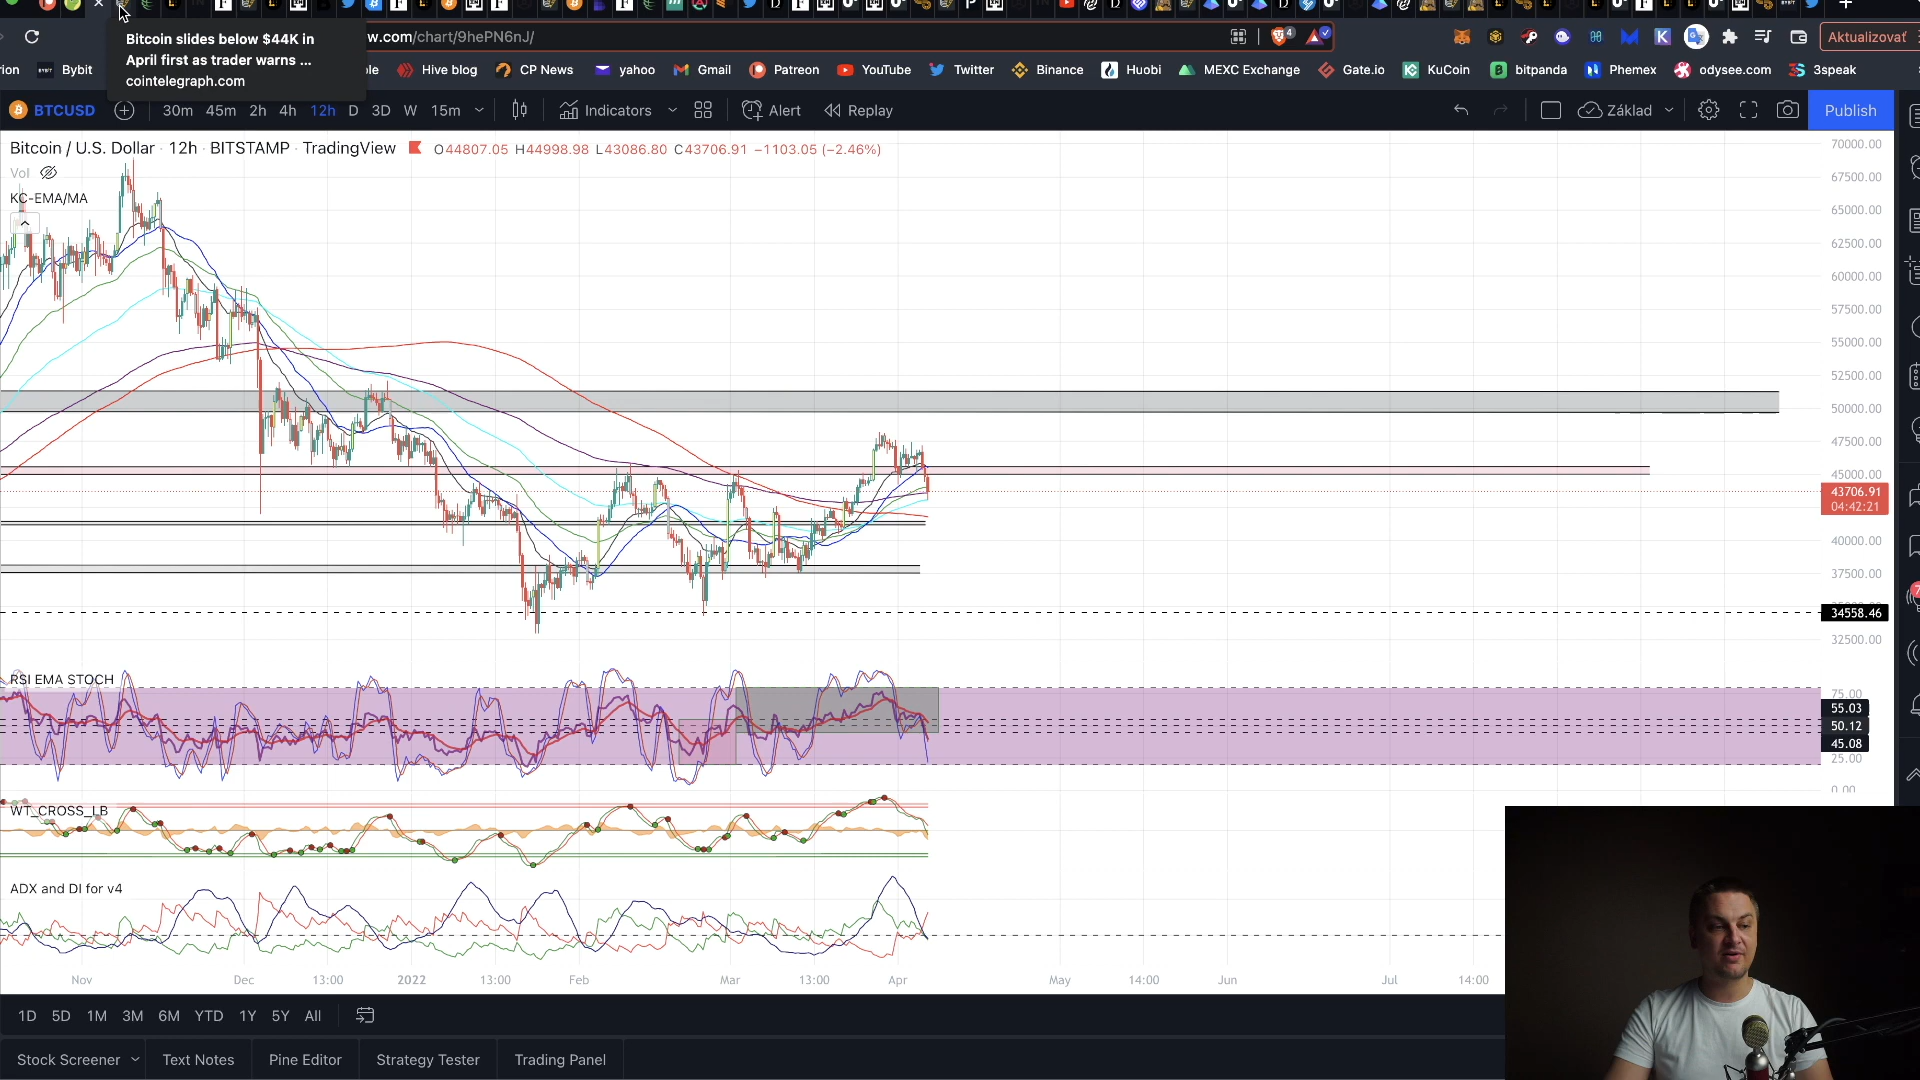 Bitcoin slides below $44K in
April first as trader warns ...
cointelegraph.com
w.com/chart/9hePN6nJ/
4
Aktualizovať
ion
Bybit
le
Hive blog
CP News
yahoo
Gmail
Patreon
YouTube
Twitter
Binance
Huobi
MEXC Exchange
Gate.io
KuCoin
bitpanda
Phemex
odysee.com
3speak
BTCUSD
30m 45m 2h 4h 12h D 3D W 15m
Indicators
Alert
Replay
Základ
Publish
Bitcoin / U.S. Dollar · 12h · BITSTAMP · TradingView
O44807.05 H44998.98 L43086.80 C43706.91 −1103.05 (−2.46%)
Vol
KC-EMA/MA
70000.00
67500.00
65000.00
62500.00
60000.00
57500.00
55000.00
52500.00
50000.00
47500.00
45000.00
43706.91
04:42:21
40000.00
37500.00
34558.46
32500.00
RSI EMA STOCH
75.00
55.03
50.12
45.08
25.00
0.00
WT_CROSS_LB
ADX and DI for v4
Nov Dec 13:00 2022 13:00 Feb Mar 13:00 Apr May 14:00 Jun Jul 14:00
1D 5D 1M 3M 6M YTD 1Y 5Y All
Stock Screener
Text Notes
Pine Editor
Strategy Tester
Trading Panel